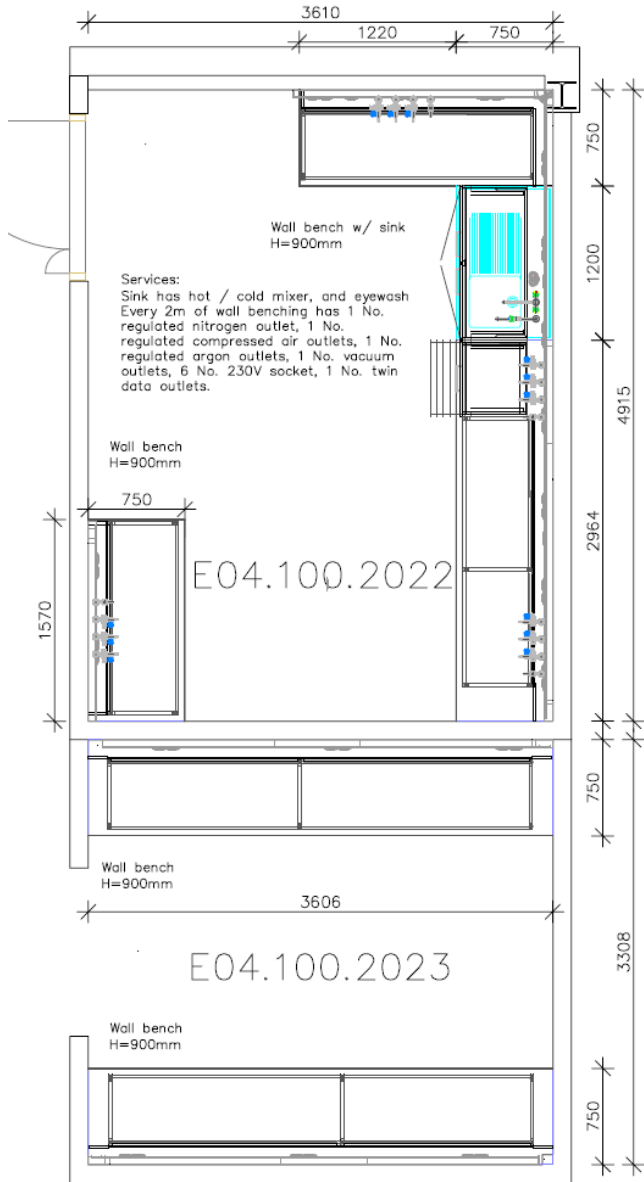 3610
1220
750
750
Wall bench w/ sink
H=900mm
1200
Services:
Sink has hot / cold mixer, and eyewash
Every 2m of wall benching has 1 No.
regulated nitrogen outlet, 1 No.
regulated compressed air outlets, 1 No.
regulated argon outlets, 1 No. vacuum
outlets, 6 No. 230V socket, 1 No. twin
data outlets.
4915
Wall bench
H=900mm
750
2964
E04.100.2022
1570
750
Wall bench
H=900mm
3606
E04.100.2023
3308
Wall bench
H=900mm
750